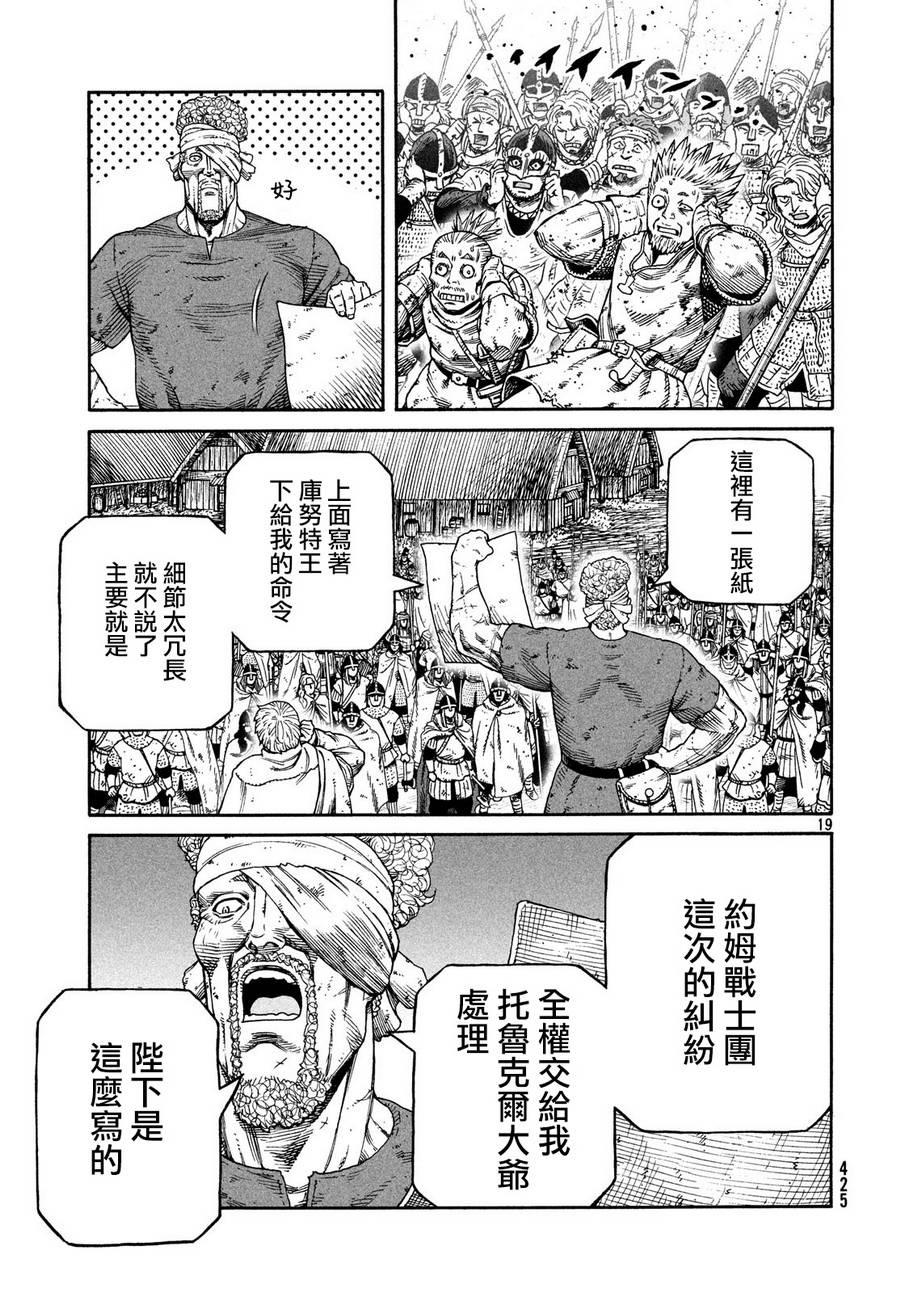 好
這裡有一張紙
上面寫著
庫努特王
下給我的命令
細節太冗長
就不說了
主要就是
19
約姆戰士團
這次的糾紛
全權交給我
托魯克爾大爺
處理
陛下是
這麼寫的
425